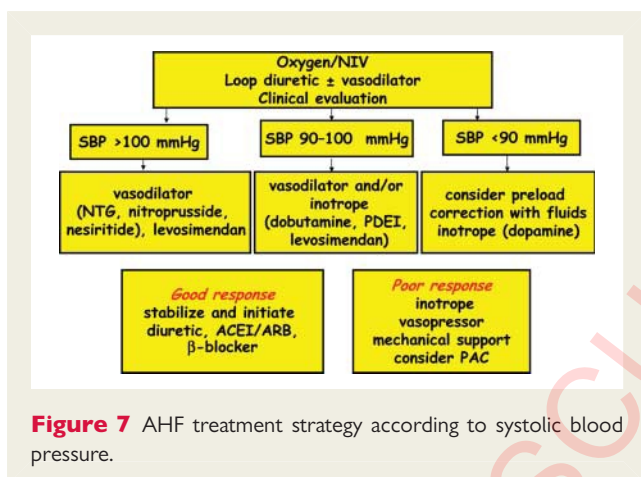 Oxygen/NIV
Loop diuretic ± vasodilator
Clinical evaluation
SBP >100 mmHg
SBP 90-100 mmHg
SBP <90 mmHg
vasodilator
(NTG, nitroprusside,
nesiritide), levosimendan
vasodilator and/or
inotrope
(dobutamine, PDEI,
levosimendan)
consider preload
correction with fluids
inotrope (dopamine)
Good response
stabilize and initiate
diuretic, ACEI/ARB,
β-blocker
Poor response
inotrope
vasopressor
mechanical support
consider PAC
Figure 7 AHF treatment strategy according to systolic blood
pressure.